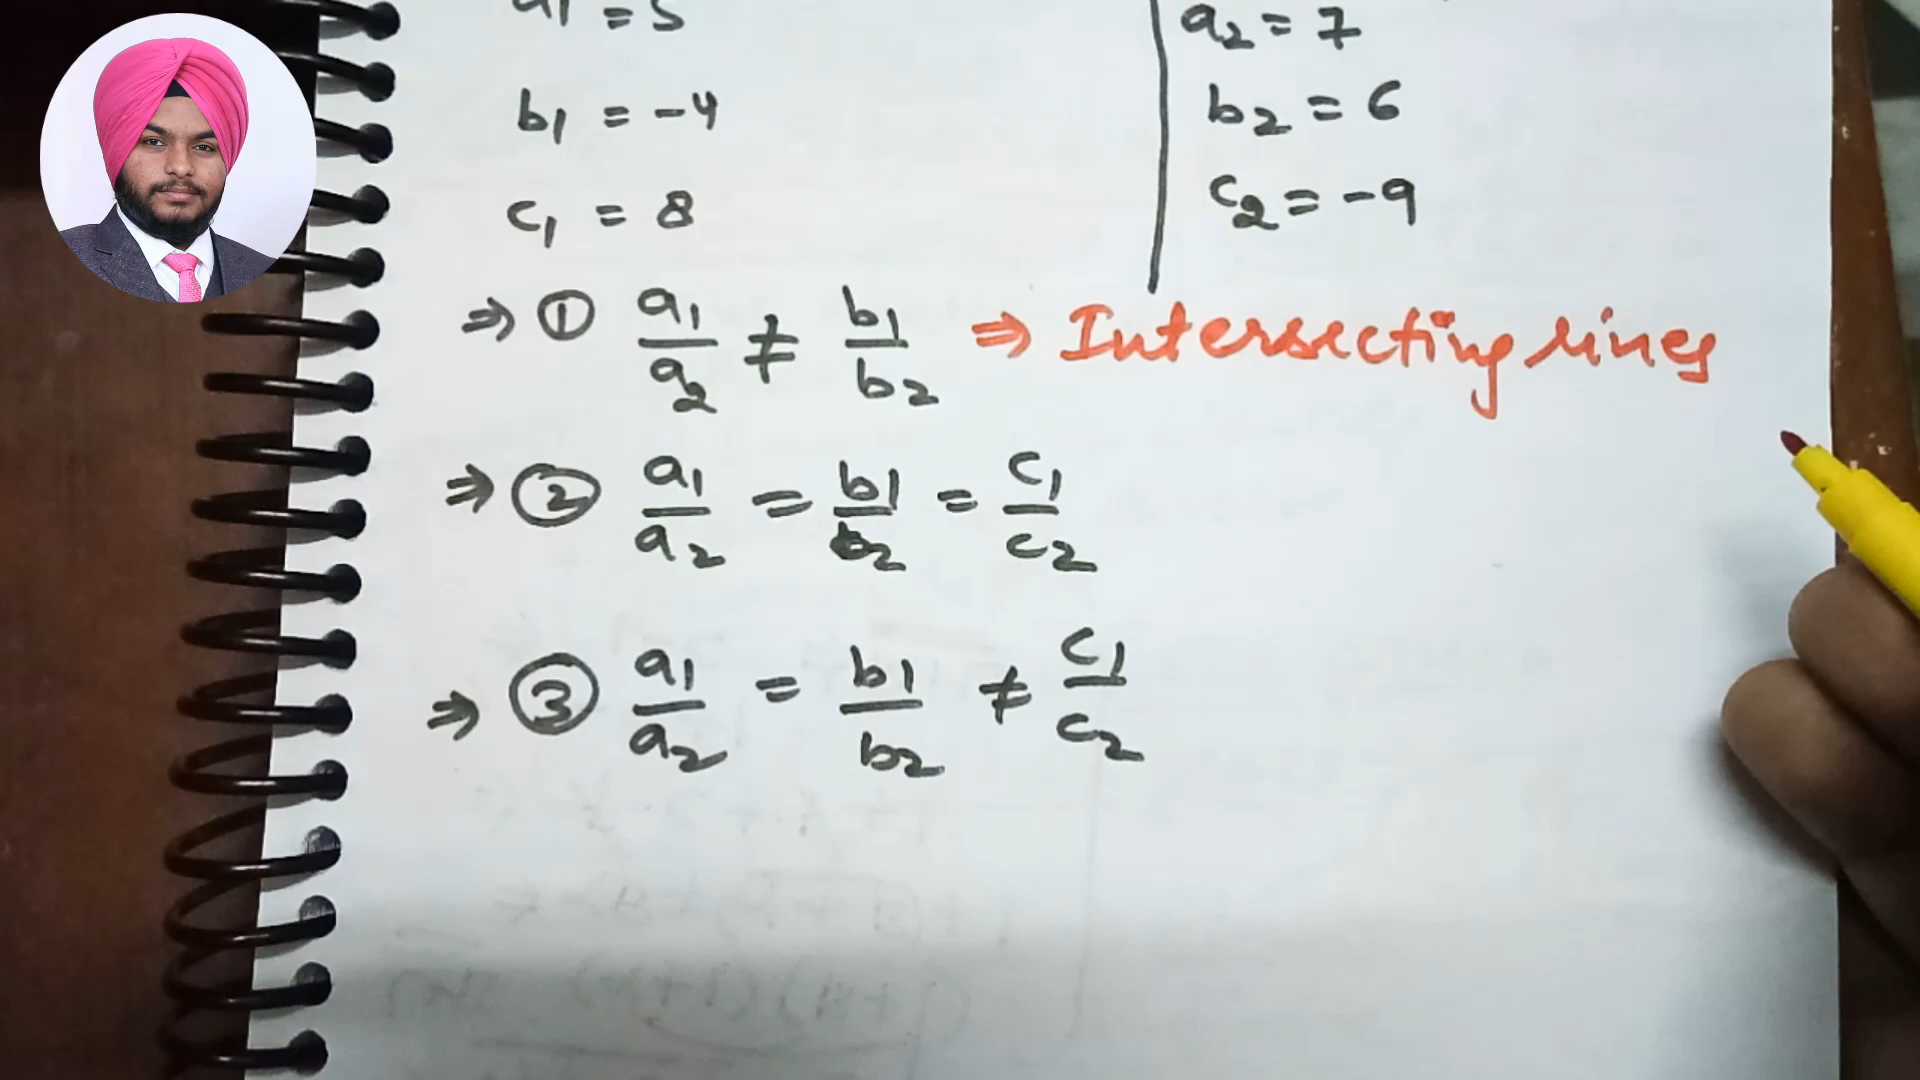 a1 = 5
b1 = -4
c1 = 8
a2 = 7
b2 = 6
c2 = -9
⇒ ① a1/a2 ≠ b1/b2 ⇒ Intersecting lines
⇒ ② a1/a2 = b1/b2 = c1/c2
⇒ ③ a1/a2 = b1/b2 ≠ c1/c2